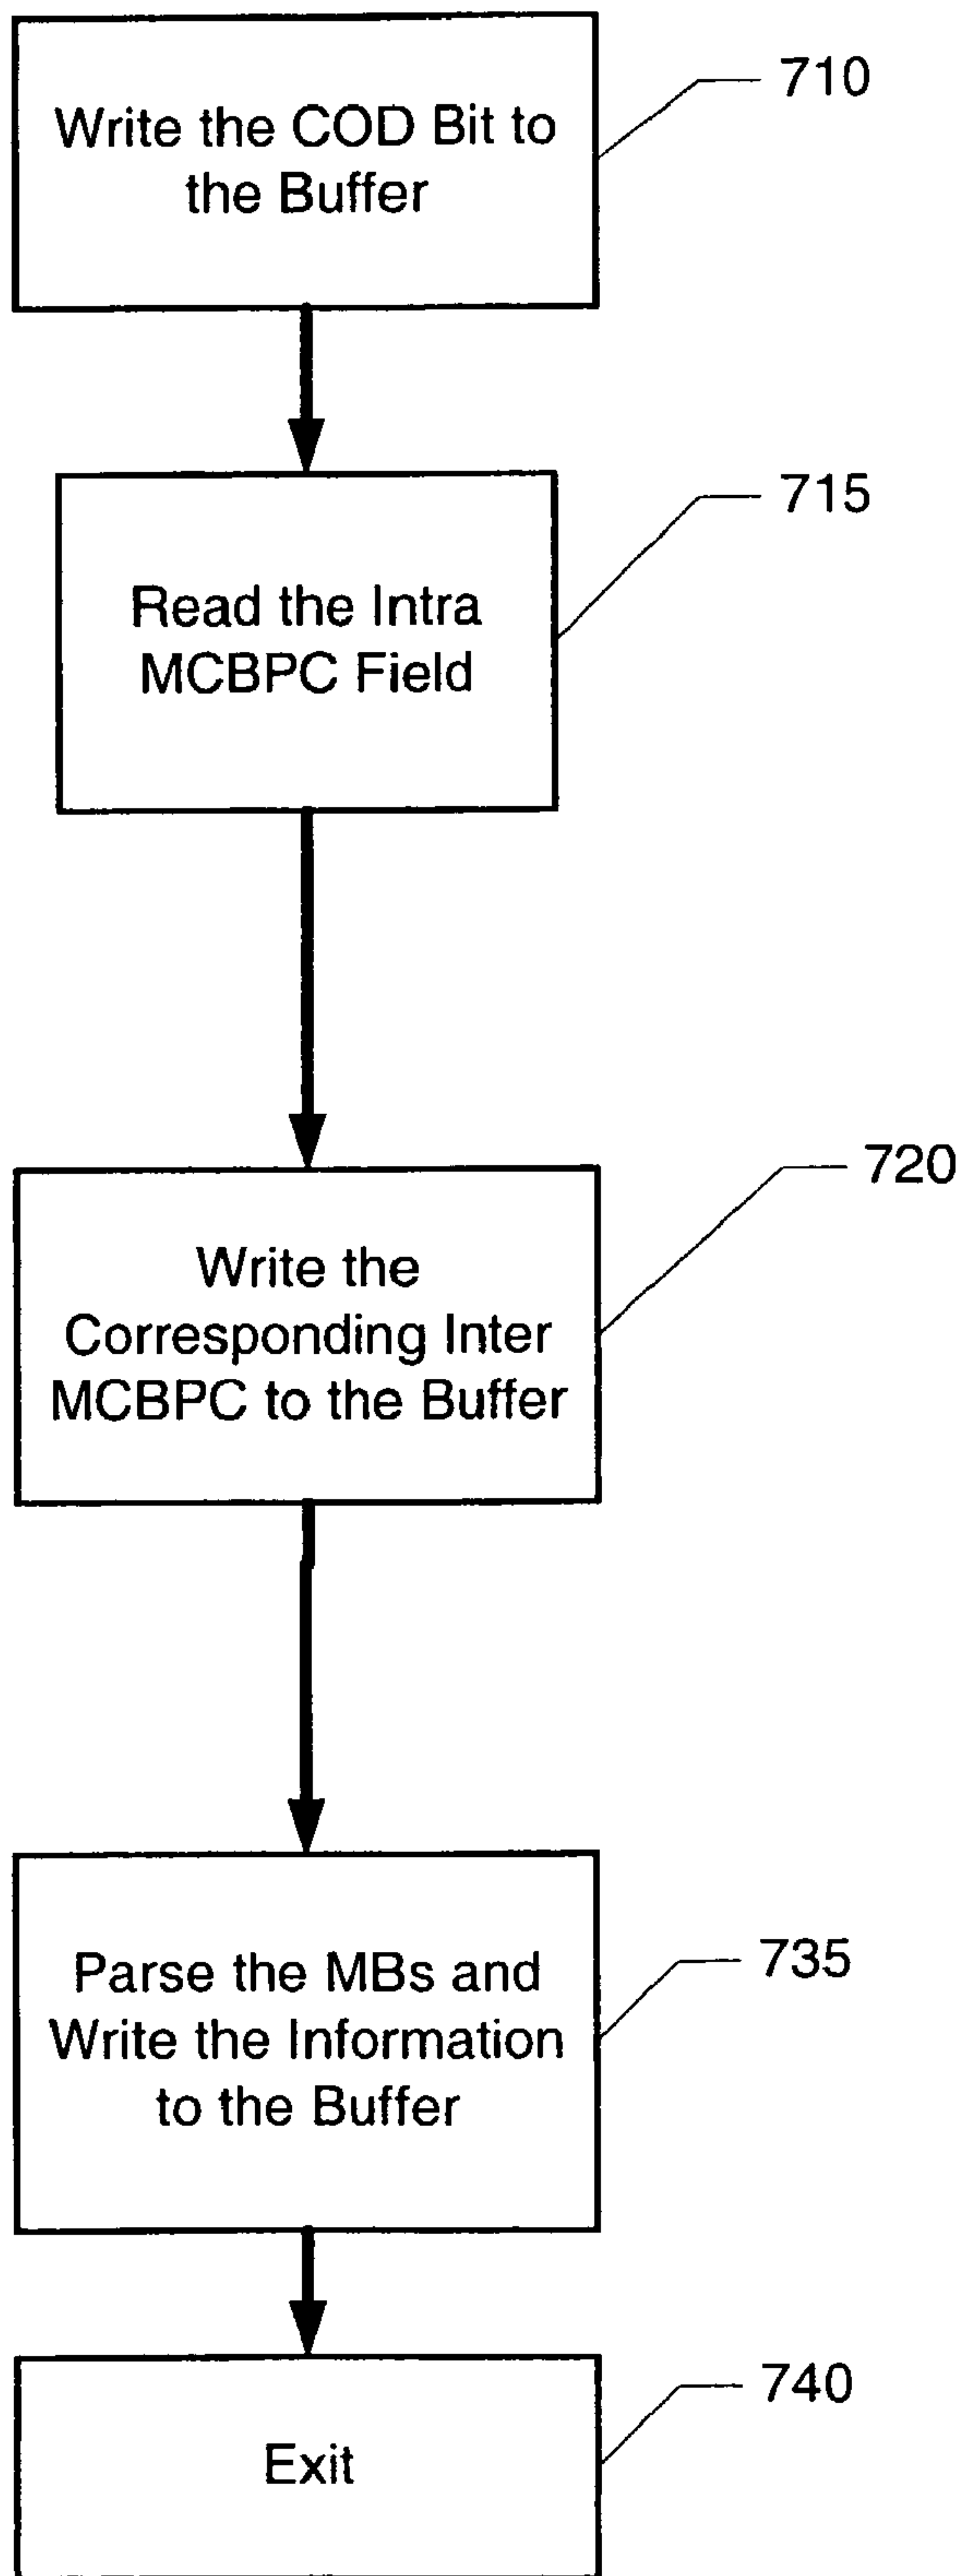 Write the COD Bit to
the Buffer
710
Read the Intra
MCBPC Field
715
Write the
Corresponding Inter
MCBPC to the Buffer
720
Parse the MBs and
Write the Information
to the Buffer
735
Exit
740